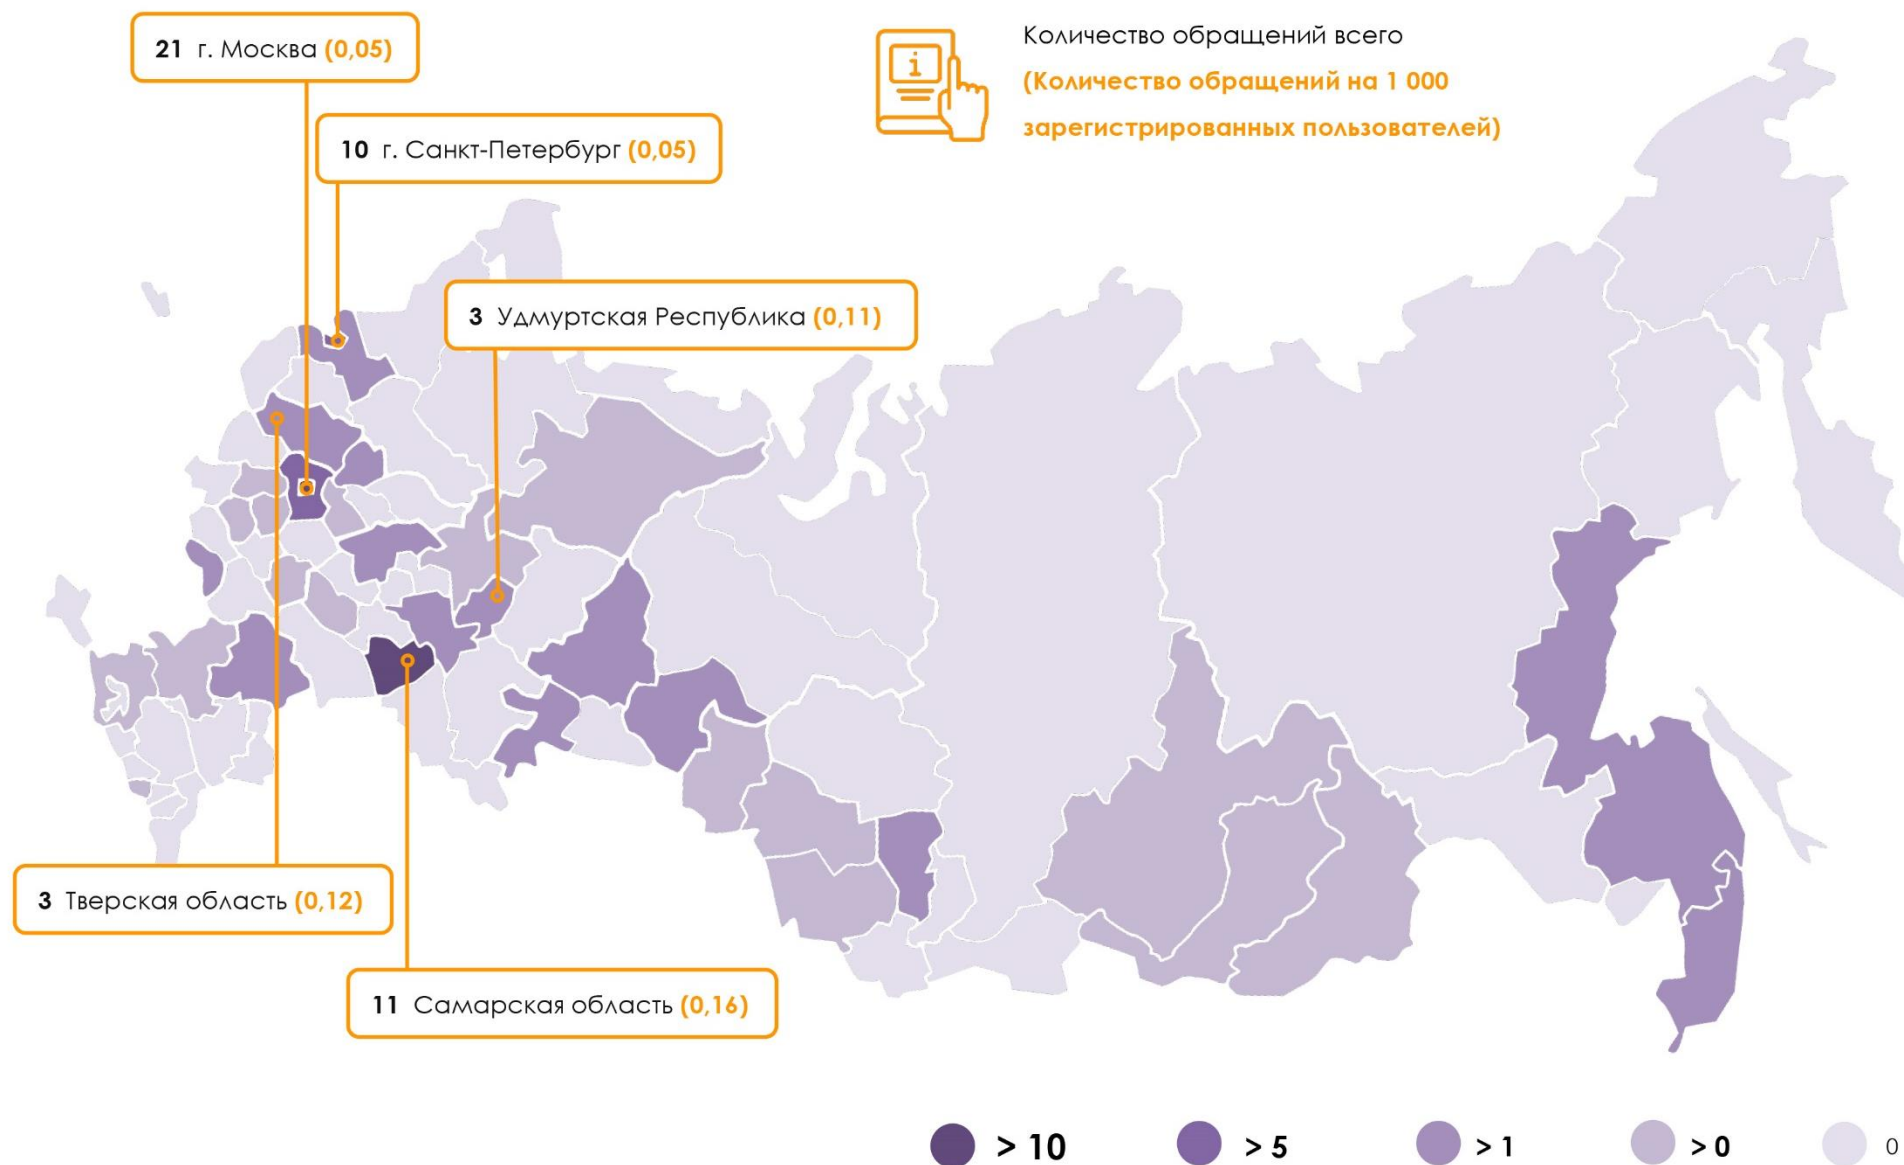 21 г. Москва (0,05)
Количество обращений всего
(Количество обращений на 1 000
зарегистрированных пользователей)
i
10 г. Санкт-Петербург (0,05)
3 Удмуртская Республика (0,11)
3 Тверская область (0,12)
11 Самарская область (0,16)
> 10
> 5
> 1
> 0
0